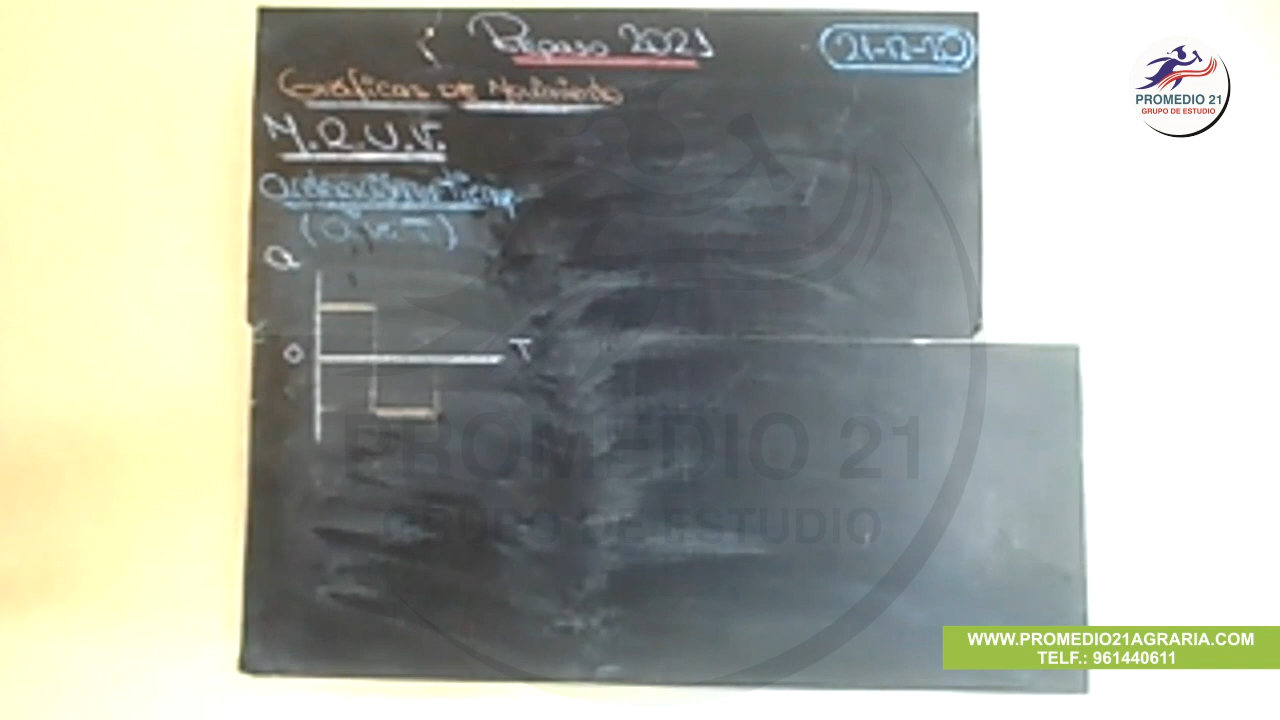 Repaso 2021
21-12-20
Gráficas de Movimiento
M.R.U.V.
(a vs T)
a
0
T
PROMEDIO 21
GRUPO DE ESTUDIO
PROMEDIO 21
GRUPO DE ESTUDIO
WWW.PROMEDIO21AGRARIA.COM
TELF.: 961440611